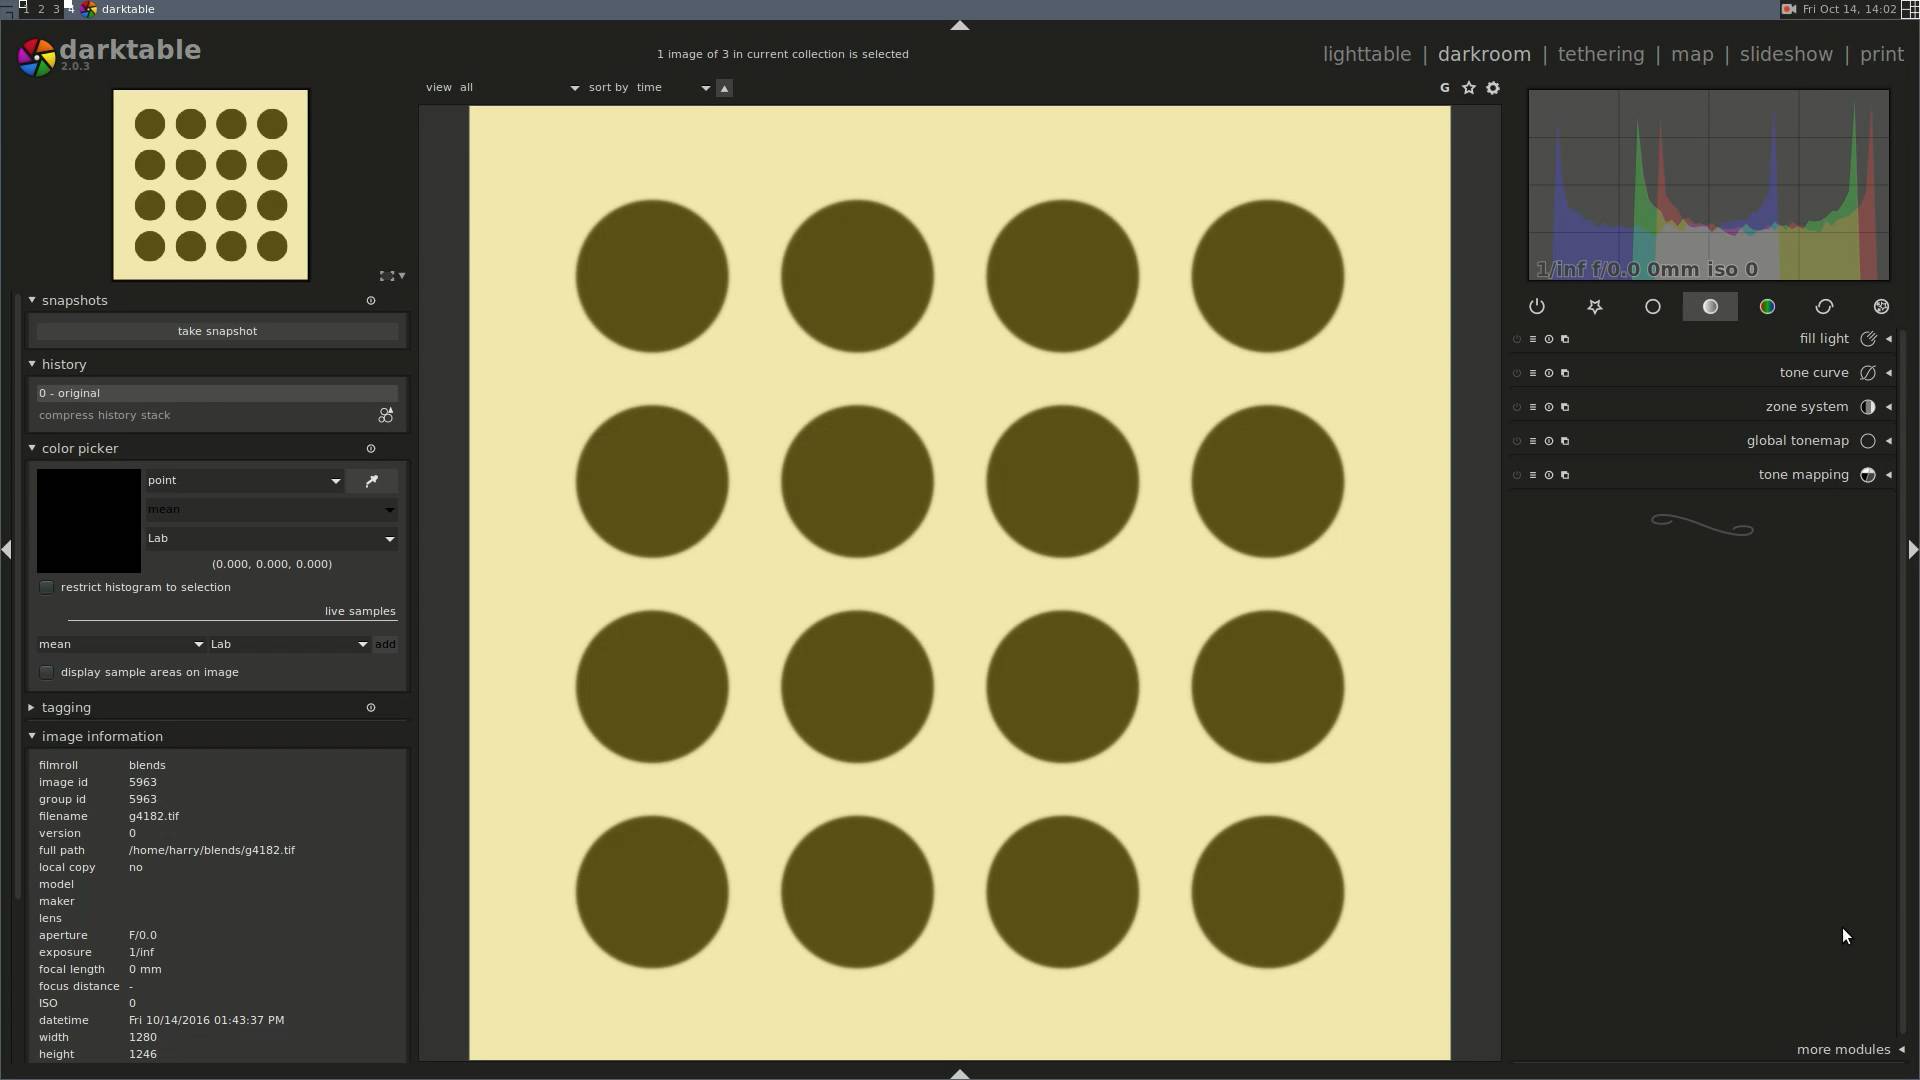 1 2 3 4 darktable
Fri Oct 14, 14:02
darktable
2.0.3
1 image of 3 in current collection is selected
lighttable | darkroom | tethering | map | slideshow | print
view all
sort by time
G
1/inf f/0.0 0mm iso 0
snapshots
take snapshot
history
0 - original
compress history stack
color picker
point
mean
Lab
(0.000, 0.000, 0.000)
restrict histogram to selection
live samples
mean Lab add
display sample areas on image
tagging
image information
filmroll blends
image id 5963
group id 5963
filename g4182.tif
version 0
full path /home/harry/blends/g4182.tif
local copy no
model
maker
lens
aperture F/0.0
exposure 1/inf
focal length 0 mm
focus distance -
ISO 0
datetime Fri 10/14/2016 01:43:37 PM
width 1280
height 1246
fill light
tone curve
zone system
global tonemap
tone mapping
more modules